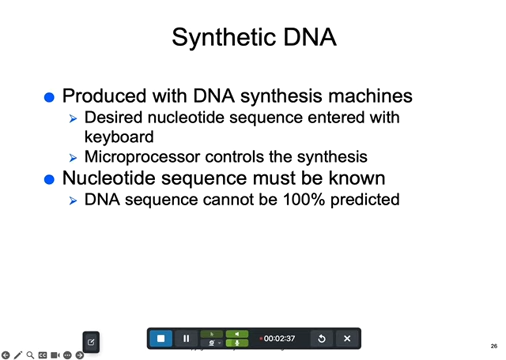 Synthetic DNA
Produced with DNA synthesis machines
Desired nucleotide sequence entered with
keyboard
Microprocessor controls the synthesis
Nucleotide sequence must be known
DNA sequence cannot be 100% predicted
00:02:37
26